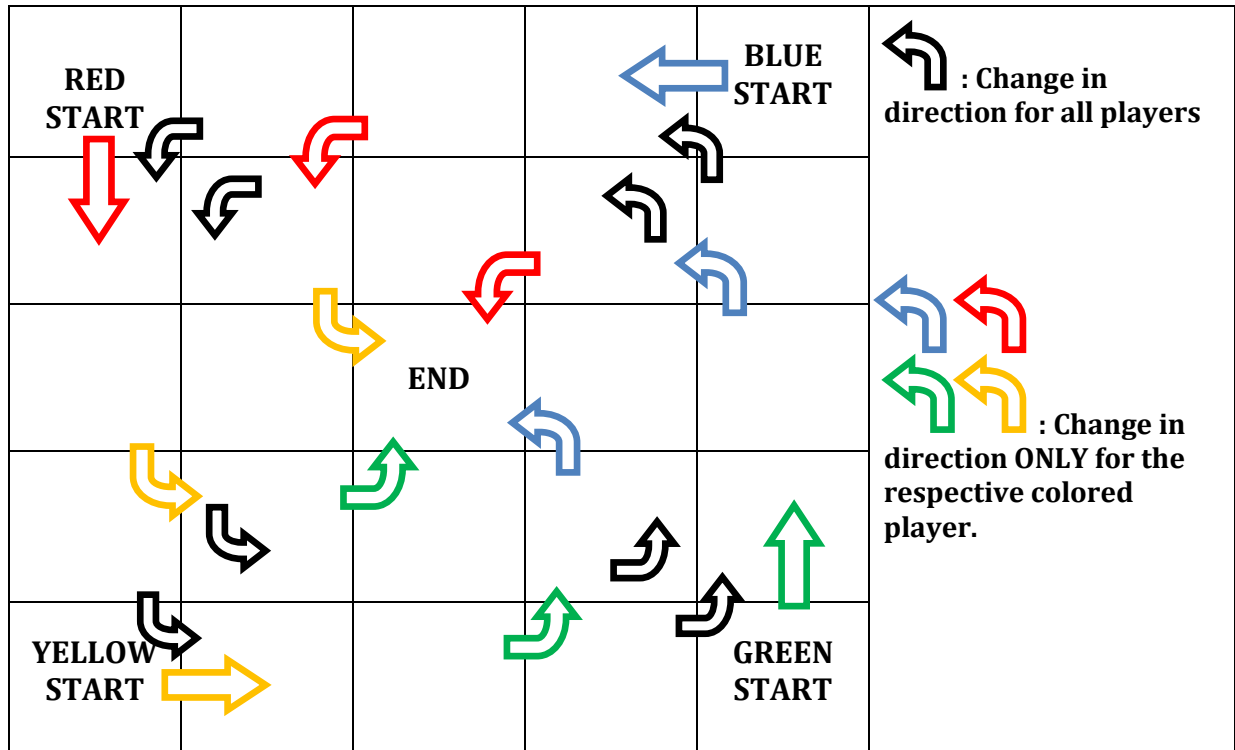 RED
START
BLUE
START
: Change in
direction for all players
END
: Change in
direction ONLY for the
respective colored
player.
YELLOW
START
GREEN
START